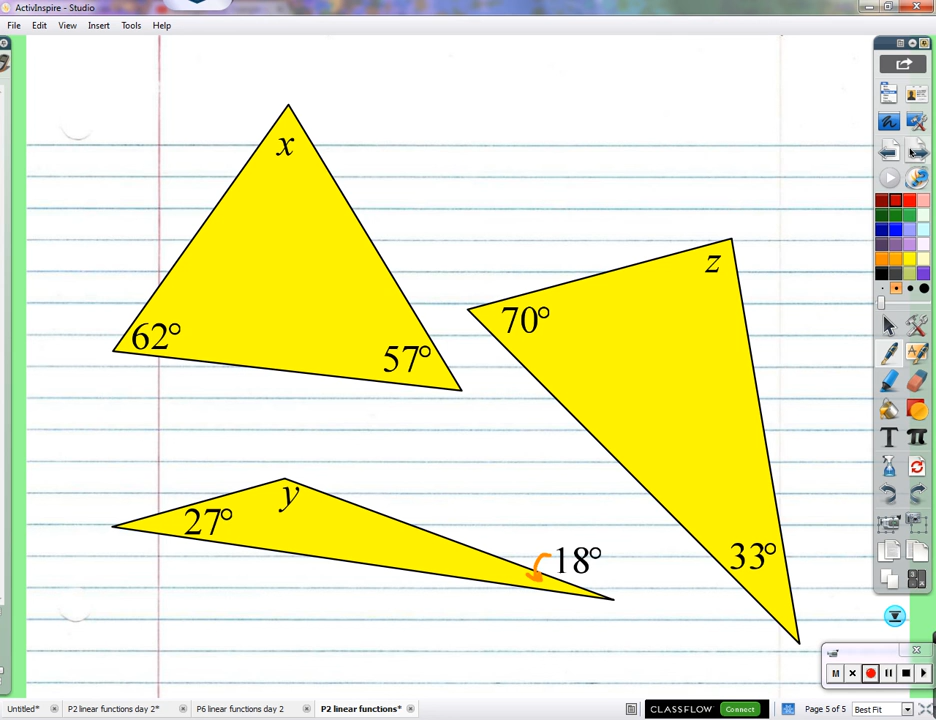 ActivInspire - Studio
File Edit View Insert Tools Help
x
62°
57°
z
70°
33°
y
27°
18°
T π
M
Untitled* P2 linear functions day 2* P6 linear functions day 2 P2 linear functions* CLASSFLOW Connect Page 5 of 5 Best Fit